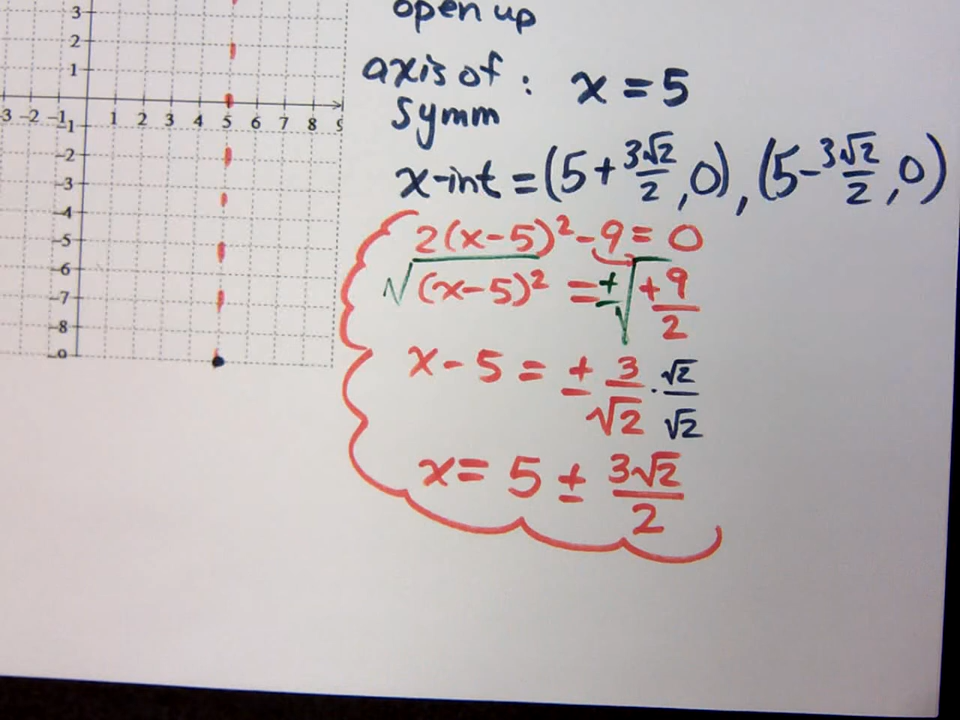 open up
3
2
1
-3 -2 -1 1 2 3 4 5 6 7 8 9
-1
-2
-3
-4
-5
-6
-7
-8
-9
axis of symm : x = 5
x-int = (5 + 3√2/2, 0), (5 - 3√2/2, 0)
2(x-5)² - 9 = 0
√(x-5)² = ±√+9/2
x - 5 = ± 3/√2 · √2/√2
x = 5 ± 3√2/2